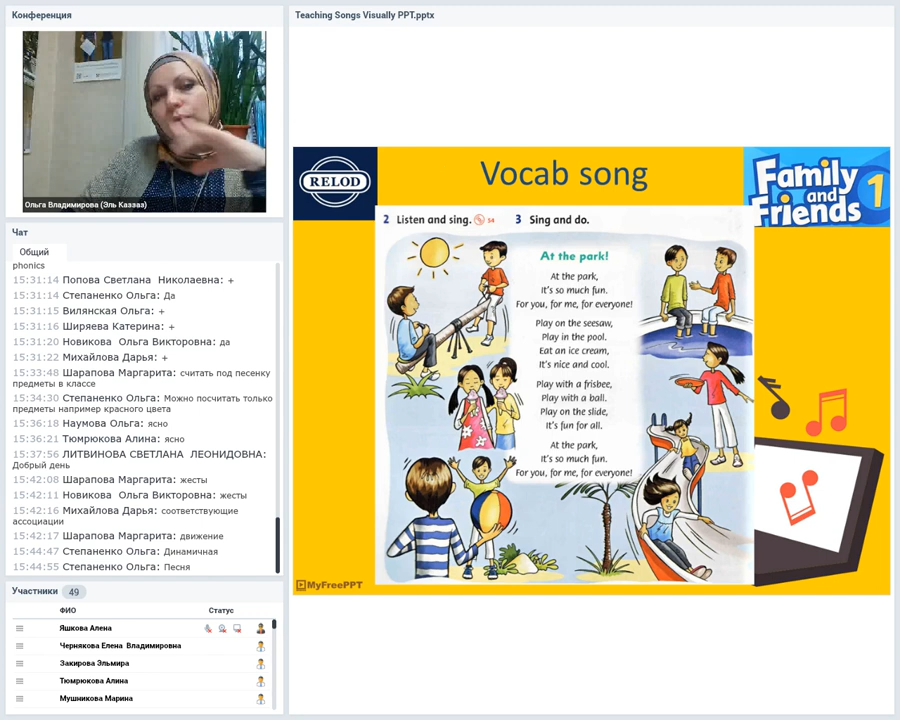 Конференция
Ольга Владимирова (Эль Каззаз)
Чат
Общий
phonics
15:31:14 Попова Светлана Николаевна: +
15:31:14 Степаненко Ольга: Да
15:31:15 Вилянская Ольга: +
15:31:16 Ширяева Катерина: +
15:31:20 Новикова Ольга Викторовна: да
15:31:22 Михайлова Дарья: +
15:33:48 Шарапова Маргарита: считать под песенку
предметы в классе
15:34:30 Степаненко Ольга: Можно посчитать только
предметы например красного цвета
15:36:18 Наумова Ольга: ясно
15:36:21 Тюмрюкова Алина: ясно
15:37:56 ЛИТВИНОВА СВЕТЛАНА ЛЕОНИДОВНА:
Добрый день
15:42:08 Шарапова Маргарита: жесты
15:42:11 Новикова Ольга Викторовна: жесты
15:42:16 Михайлова Дарья: соответствующие
ассоциации
15:42:17 Шарапова Маргарита: движение
15:44:47 Степаненко Ольга: Динамичная
15:44:55 Степаненко Ольга: Песня
Участники 49
ФИО Статус
Яшкова Алена
Чернякова Елена Владимировна
Закирова Эльмира
Тюмрюкова Алина
Мушникова Марина
Teaching Songs Visually PPT.pptx
RELOD
Vocab song
Family
and
Friends 1
2 Listen and sing. 54 3 Sing and do.
At the park!
At the park,
It's so much fun.
For you, for me, for everyone!
Play on the seesaw,
Play in the pool.
Eat an ice cream,
It's nice and cool.
Play with a frisbee,
Play with a ball.
Play on the slide,
It's fun for all.
At the park,
It's so much fun.
For you, for me, for everyone!
MyFreePPT